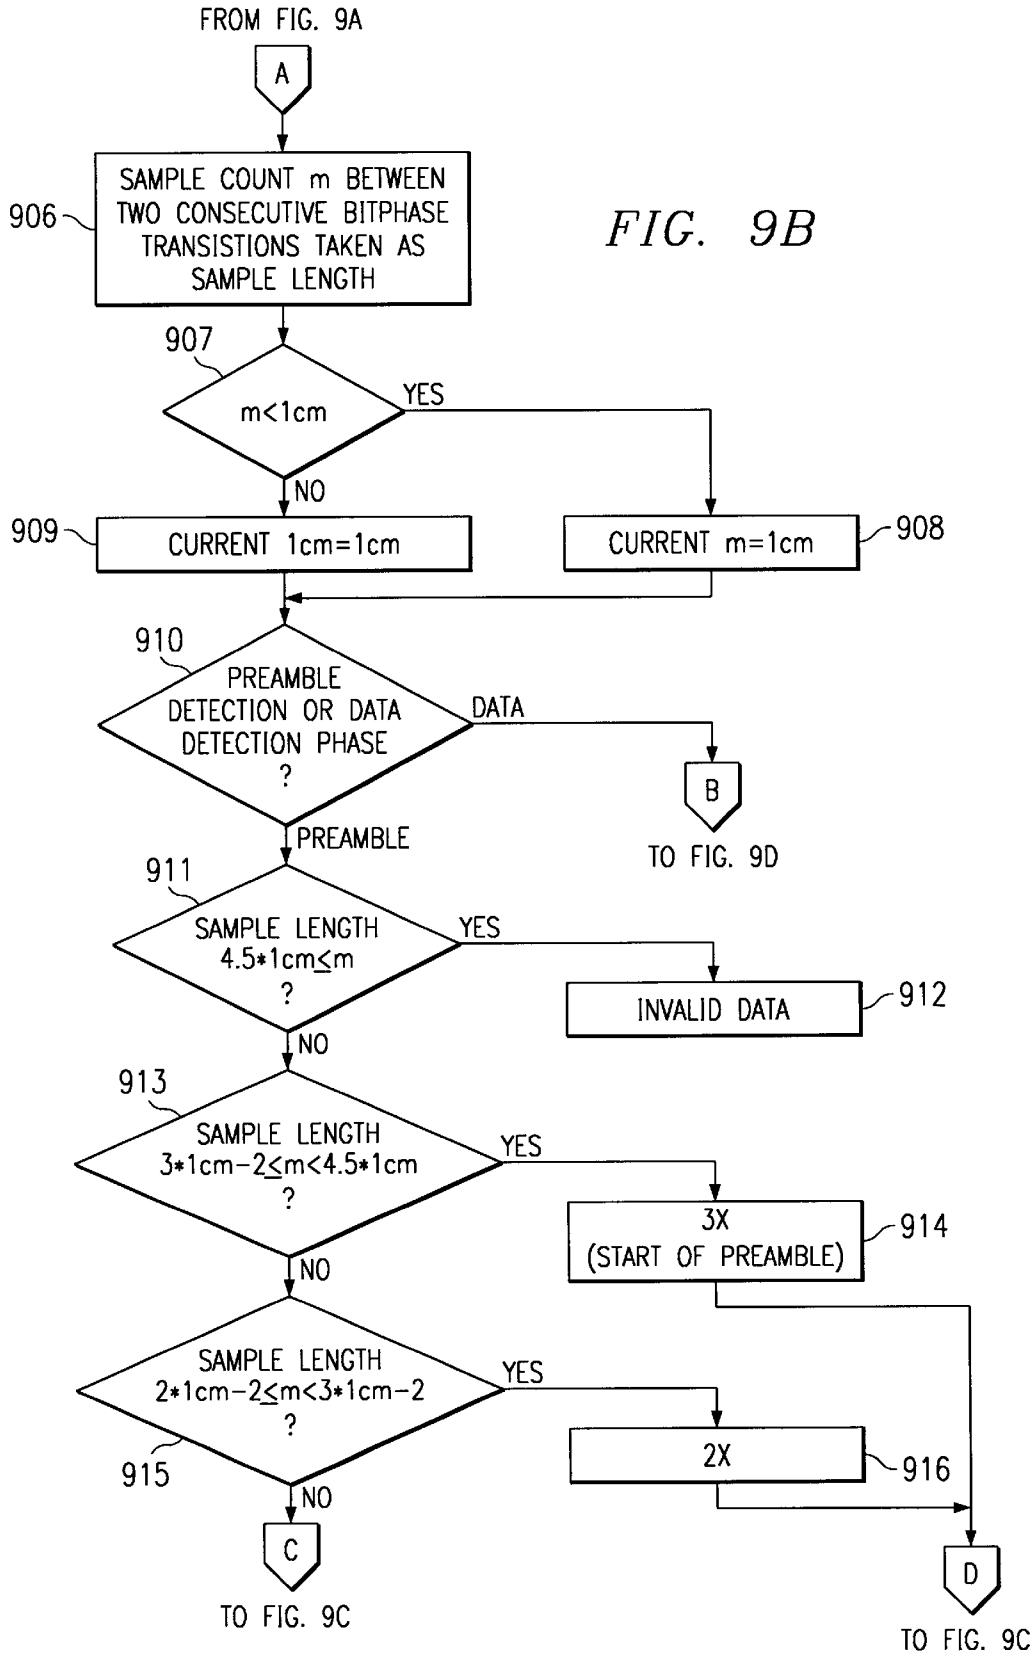 FROM FIG. 9A
A
906
SAMPLE COUNT m BETWEEN
TWO CONSECUTIVE BITPHASE
TRANSISTIONS TAKEN AS
SAMPLE LENGTH
FIG. 9B
907
m<1cm
YES
NO
909
CURRENT 1cm=1cm
CURRENT m=1cm
908
910
PREAMBLE
DETECTION OR DATA
DETECTION PHASE
?
DATA
B
TO FIG. 9D
PREAMBLE
911
SAMPLE LENGTH
4.5*1cm≤m
?
YES
INVALID DATA
912
NO
913
SAMPLE LENGTH
3*1cm-2≤m<4.5*1cm
?
YES
3X
(START OF PREAMBLE)
914
NO
SAMPLE LENGTH
2*1cm-2≤m<3*1cm-2
?
YES
915
2X
916
NO
C
TO FIG. 9C
D
TO FIG. 9C